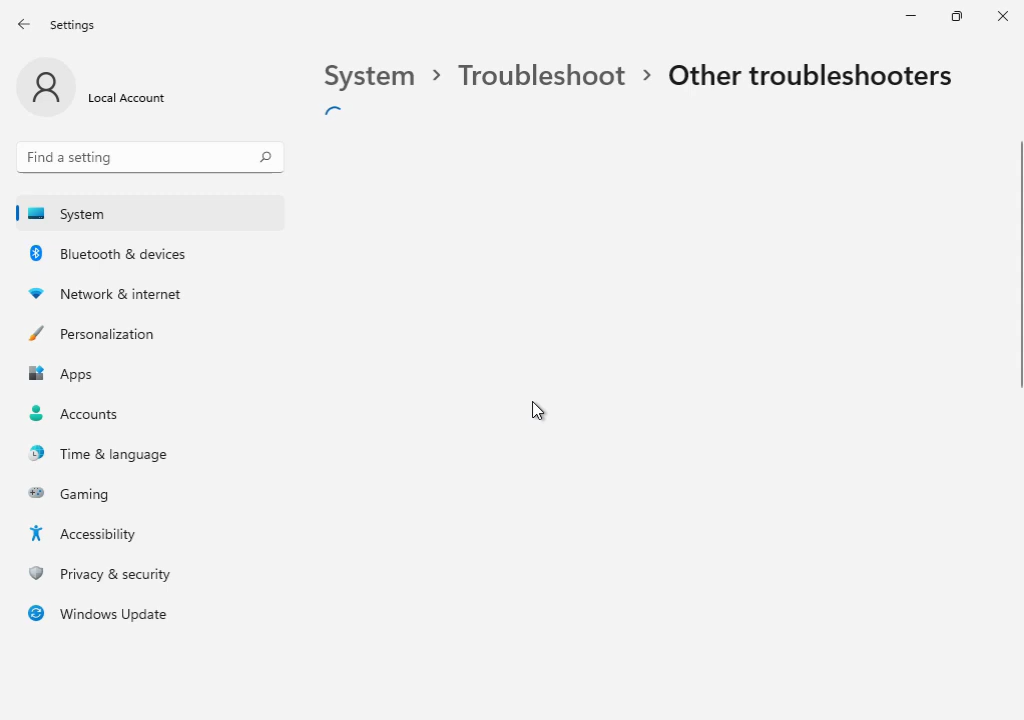 Settings
Local Account
Find a setting
System
Bluetooth & devices
Network & internet
Personalization
Apps
Accounts
Time & language
Gaming
Accessibility
Privacy & security
Windows Update
System > Troubleshoot > Other troubleshooters